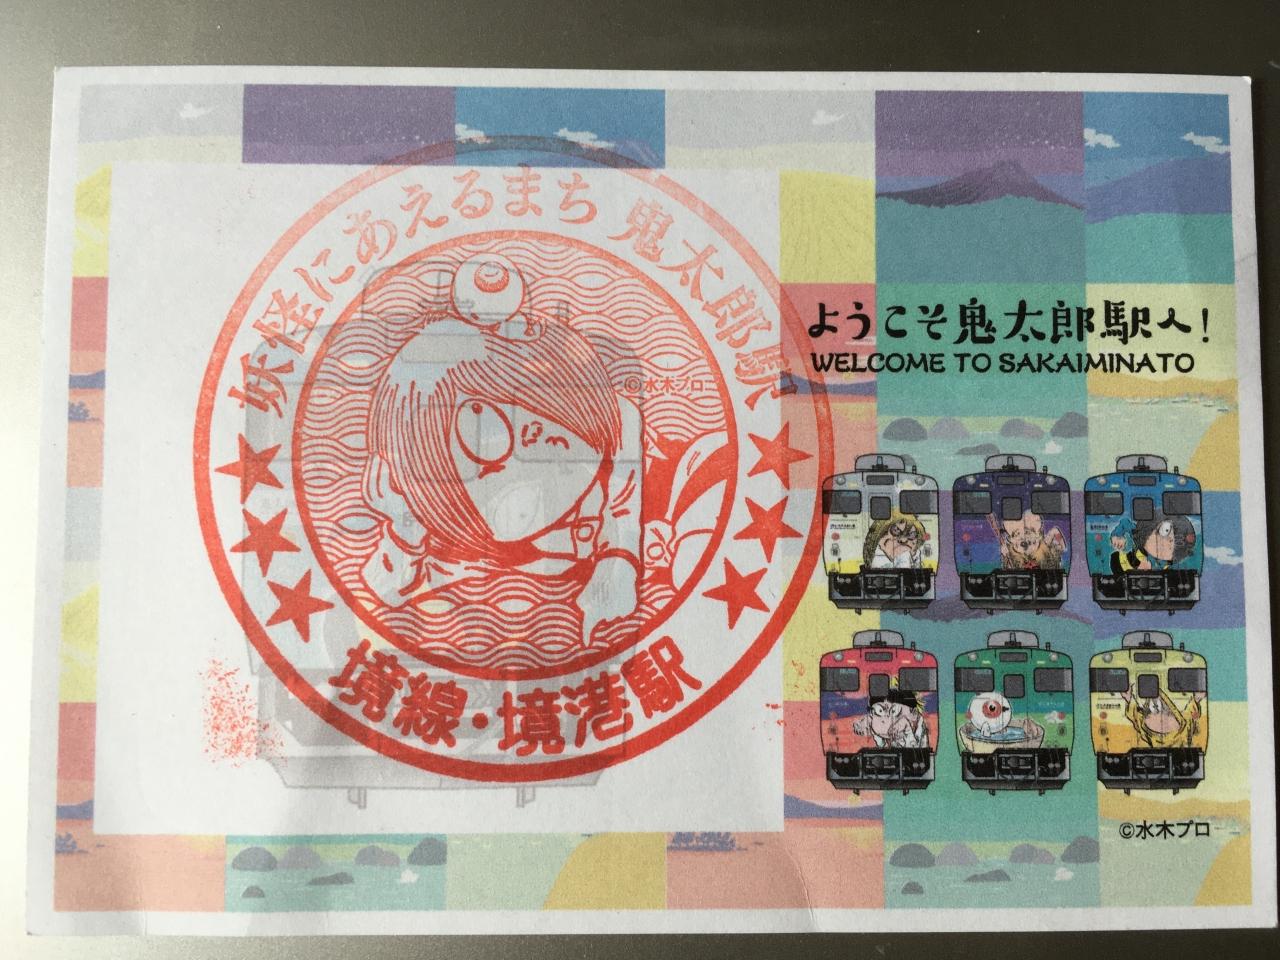 妖怪にあえるまち 鬼太郎駅
©水木プロ
境線・境港駅
ようこそ鬼太郎駅へ!
WELCOME TO SAKAIMINATO
©水木プロ